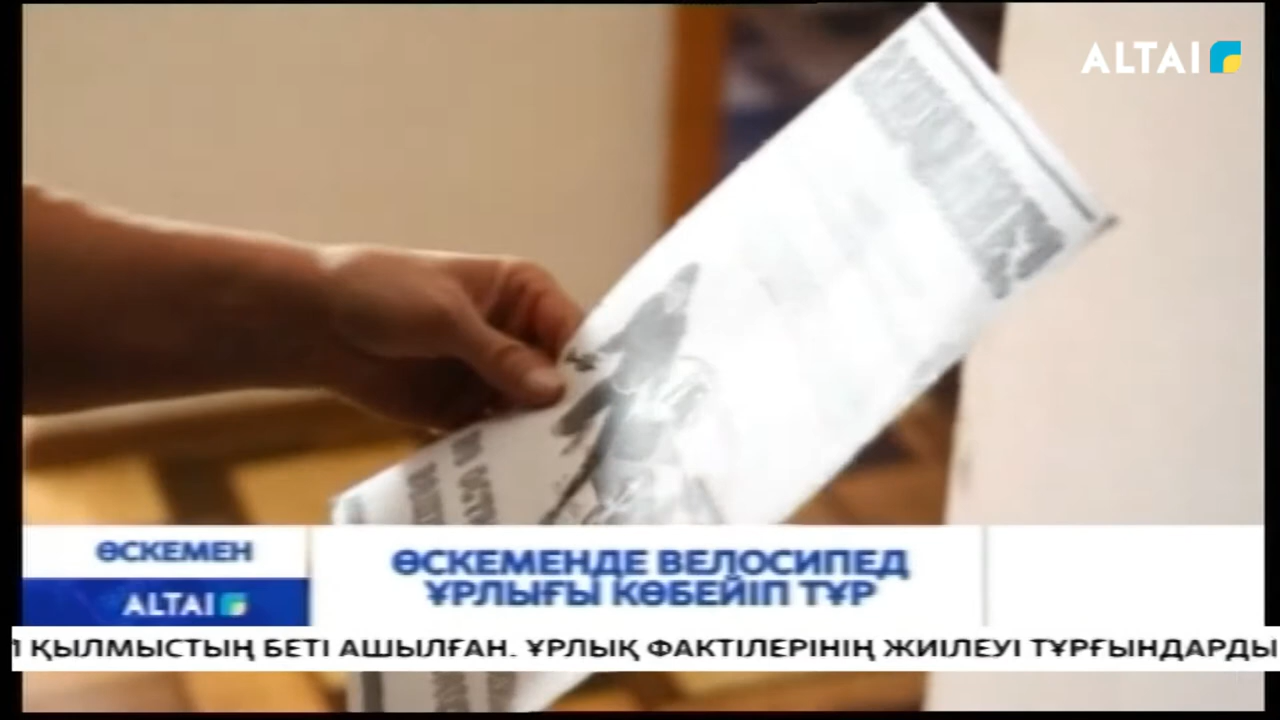 ALTAI
ӨСКЕМЕН
ALTAI
ӨСКЕМЕНДЕ ВЕЛОСИПЕД
ҰРЛЫҒЫ КӨБЕЙІП ТҰР
ҚЫЛМЫСТЫҢ БЕТІ АШЫЛҒАН. ҰРЛЫҚ ФАКТІЛЕРІНІҢ ЖИІЛЕУІ ТҰРҒЫНДАРДЫ